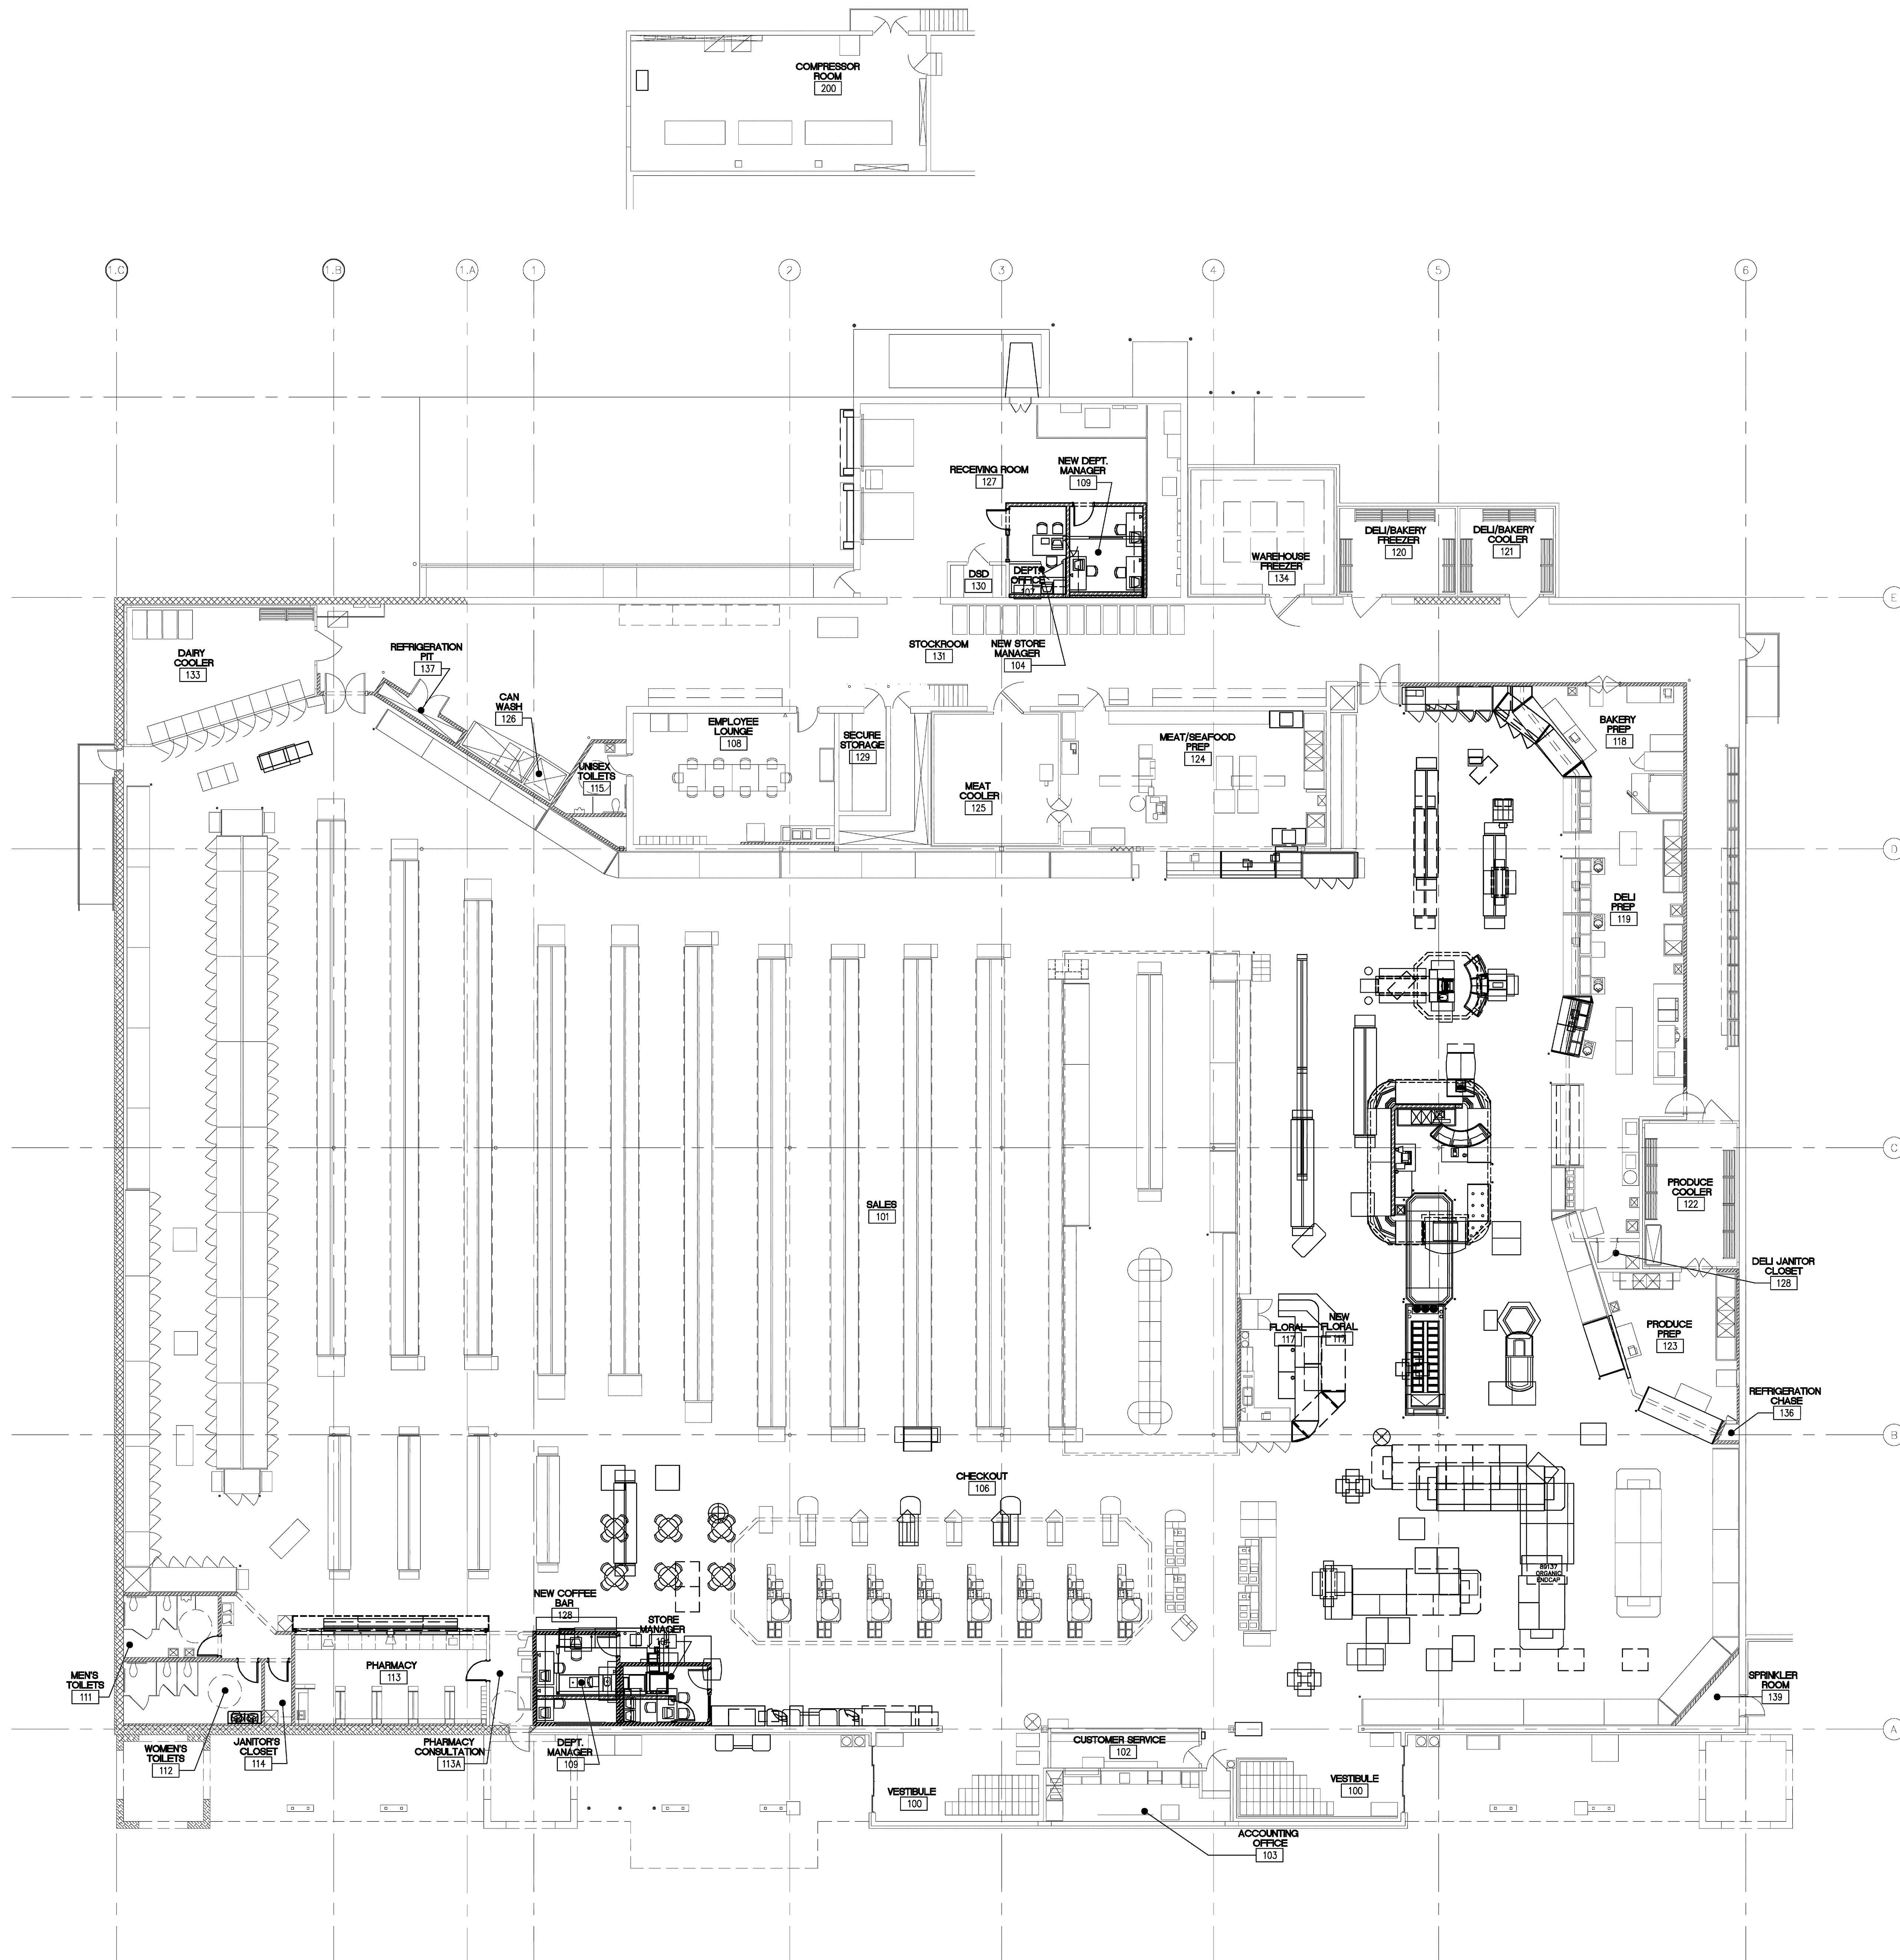 COMPRESSOR
ROOM
200
1.C
1.B
1.A
1
2
3
4
5
6
RECEIVING ROOM
127
NEW DEPT.
MANAGER
109
DELI/BAKERY
FREEZER
120
DELI/BAKERY
COOLER
121
WAREHOUSE
FREEZER
134
DSD
130
DEPT.
OFFICE
107
E
DAIRY
COOLER
133
REFRIGERATION
PIT
137
STOCKROOM
131
NEW STORE
MANAGER
104
CAN
WASH
126
EMPLOYEE
LOUNGE
108
SECURE
STORAGE
129
MEAT/SEAFOOD
PREP
124
BAKERY
PREP
118
UNISEX
TOILETS
115
MEAT
COOLER
125
D
DELI
PREP
119
C
PRODUCE
COOLER
122
SALES
101
DELI JANITOR
CLOSET
128
FLORAL
117
NEW
FLORAL
117
PRODUCE
PREP
123
REFRIGERATION
CHASE
136
B
CHECKOUT
106
89137
ORGANIC
ENDCAP
NEW COFFEE
BAR
128
STORE
MANAGER
PHARMACY
113
MEN'S
TOILETS
111
SPRINKLER
ROOM
139
A
WOMEN'S
TOILETS
112
JANITOR'S
CLOSET
114
PHARMACY
CONSULTATION
113A
DEPT.
MANAGER
109
CUSTOMER SERVICE
102
VESTIBULE
100
VESTIBULE
100
ACCOUNTING
OFFICE
103